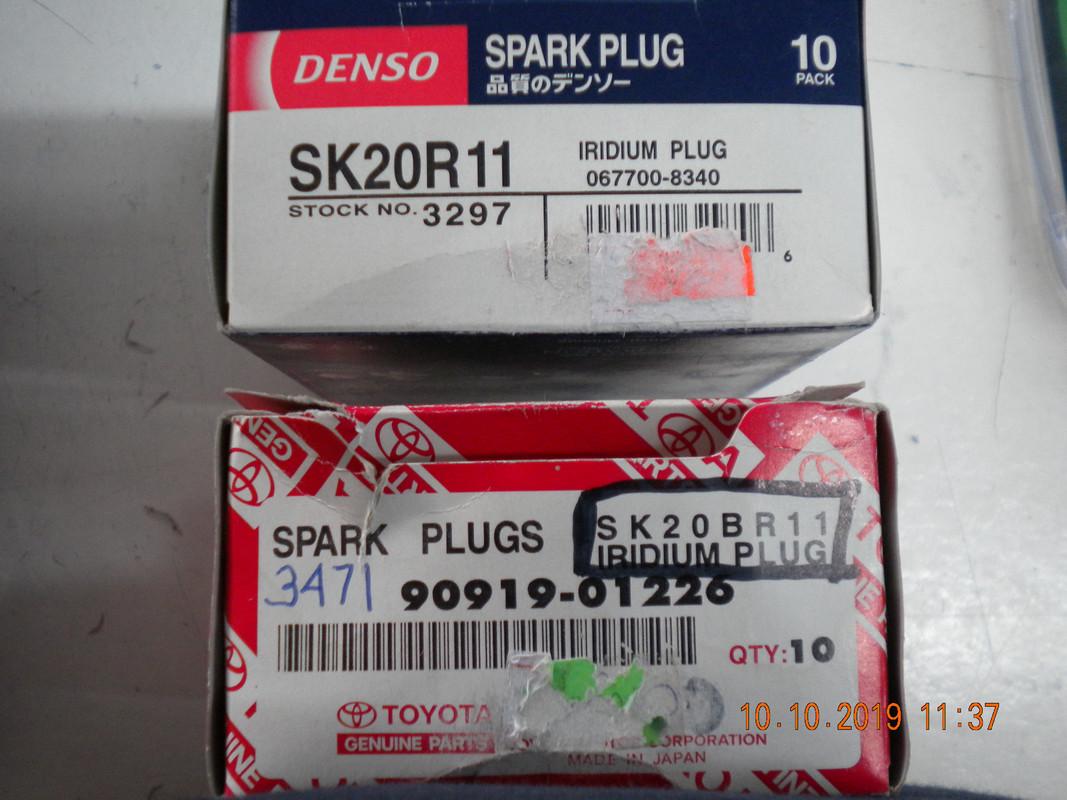 DENSO
SPARK PLUG
品質のデンソー
10
PACK
SK20R11
IRIDIUM PLUG
067700-8340
STOCK NO. 3297
6
SPARK PLUGS
SK20BR11
IRIDIUM PLUG
3471
90919-01226
QTY:10
TOYOTA
GENUINE PARTS
CORPORATION
MADE IN JAPAN
10.10.2019 11:37